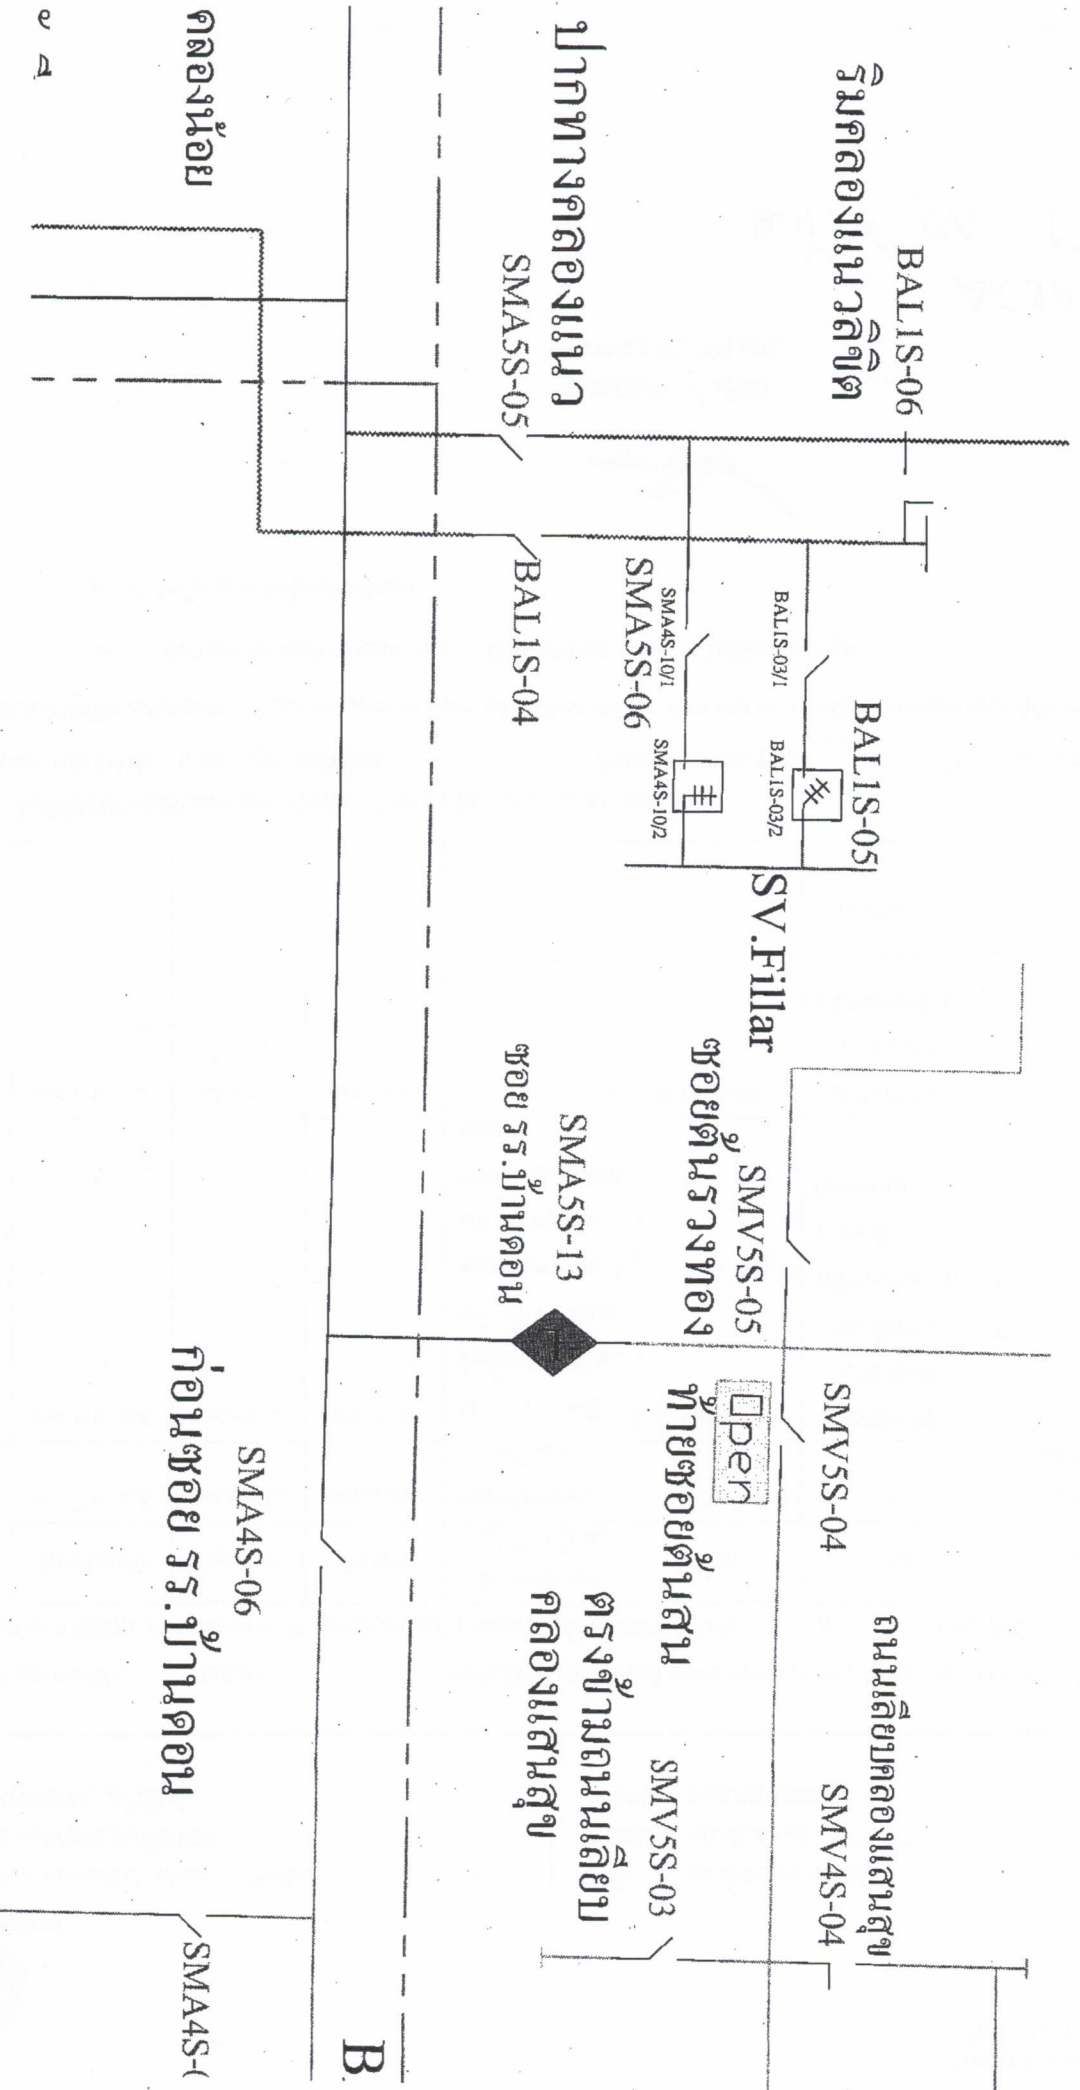 คลองน้อย
ปากทางคลองแนว
ริมคลองแนวลิขิต
BAL1S-06
SMA5S-05
BAL1S-04
SMA5S-06
SMA4S-10/1
SMA4S-10/2
BAL1S-03/1
BAL1S-03/2
BAL1S-05
SV.Fillar
ซอย รร.บ้านดอน
SMA5S-13
ซอยต้นรวงทอง
SMV5S-05
Open
ท้ายซอยต้นสน
SMV5S-04
ก่อนซอย รร.บ้านดอน
SMA4S-06
ตรงข้ามถนนเลียบ
คลองแสนสุข
SMV5S-03
ถนนเลียบคลองแสนสุข
SMV4S-04
SMA4S-(
B